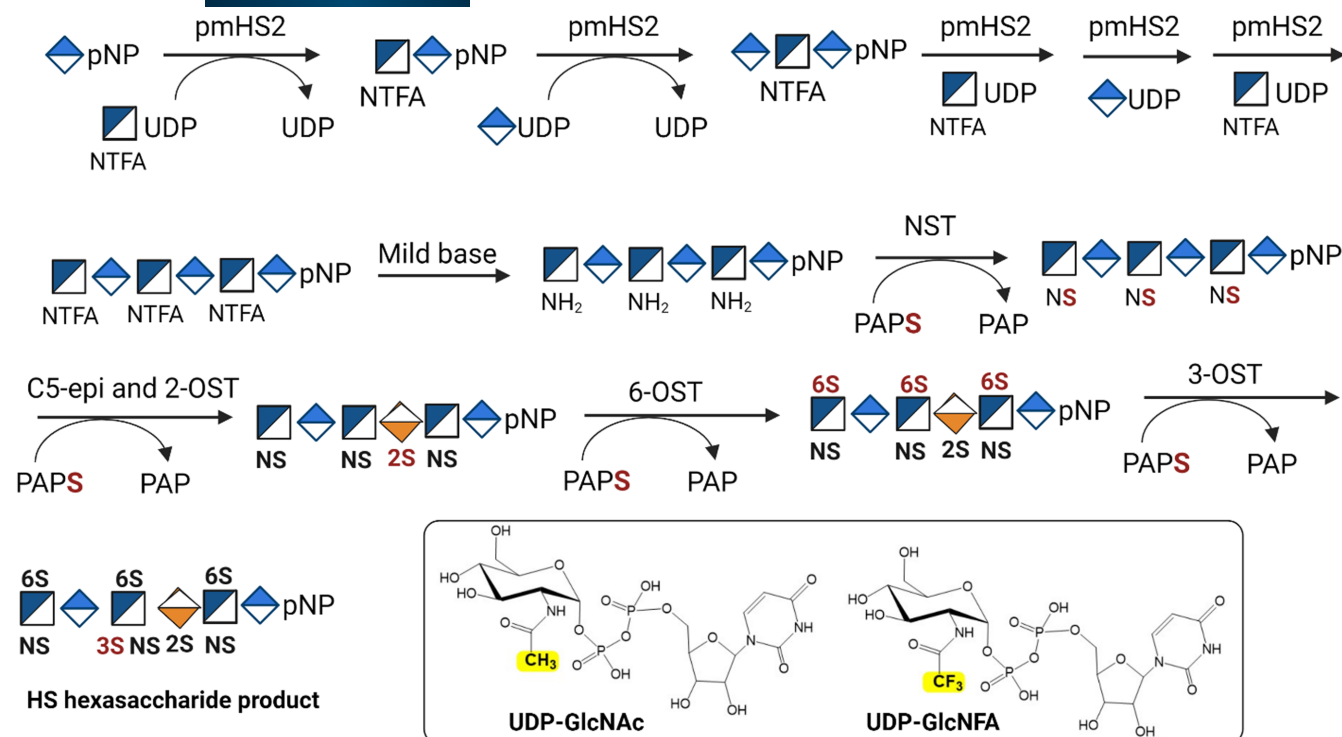 pmHS2 pmHS2 pmHS2 pmHS2 pmHS2
pNP pNP pNP
NTFA NTFA UDP UDP UDP
UDP UDP UDP UDP
NTFA NTFA NTFA
pNP Mild base pNP NST pNP
NTFA NTFA NTFA NH₂ NH₂ NH₂ NS NS NS
PAPS PAP
C5-epi and 2-OST pNP 6-OST 6S 6S 6S pNP 3-OST
NS NS 2S NS NS NS 2S NS
PAPS PAP PAPS PAP PAPS PAP
6S 6S 6S pNP
NS 3S NS 2S NS
HS hexasaccharide product
OH
HO O
HO
NH
O
CH₃
O
O P OH
O
O P
OH
O
O
N
O
NH
O
HO OH
UDP-GlcNAc
OH
HO O
HO
NH
O
CF₃
O
O P OH
O
O P
OH
O
O
N
O
NH
O
HO OH
UDP-GlcNFA